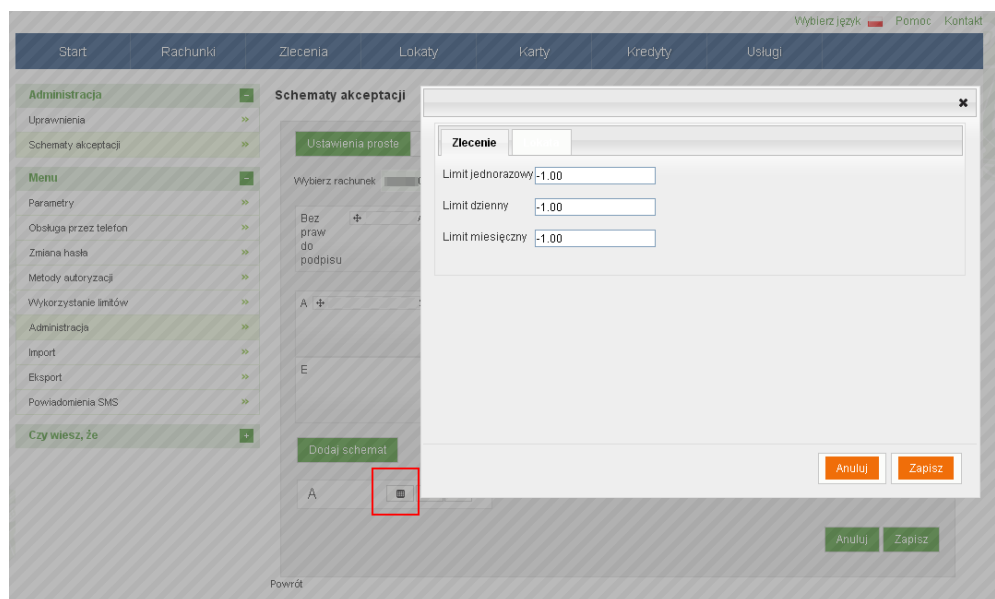 Wybierz język Pomoc Kontakt
Start Rachunki Zlecenia Lokaty Karty Kredyty Usługi
Administracja
Uprawnienia
Schematy akceptacji
Menu
Parametry
Obsługa przez telefon
Zmiana hasła
Metody autoryzacji
Wykorzystanie limitów
Administracja
Import
Eksport
Powiadomienia SMS
Czy wiesz, że
Schematy akceptacji
Ustawienia proste
Wybierz rachunek
Bez
praw
do
podpisu
A
E
Dodaj schemat
A
Zlecenie
Limit jednorazowy -1.00
Limit dzienny -1.00
Limit miesięczny -1.00
Anuluj Zapisz
Anuluj Zapisz
Powrót